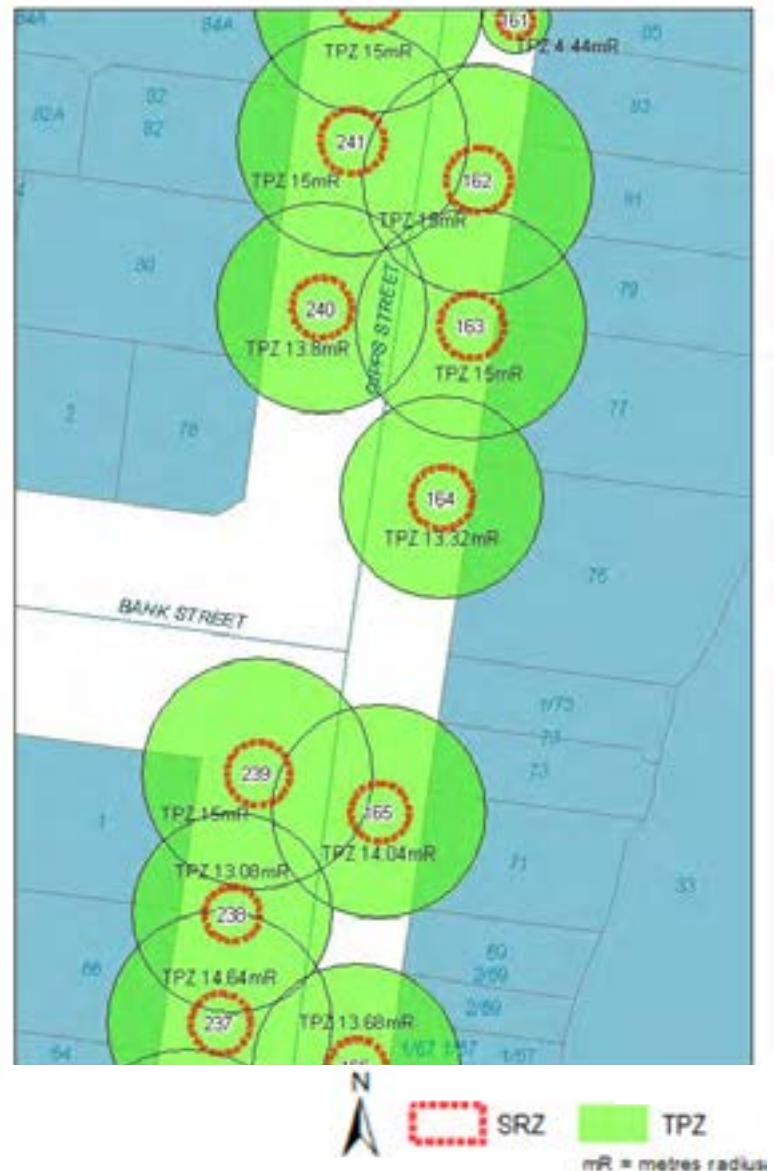 84A
84A
161
85
TPZ 15mR
TPZ 4.44mR
82
82
82A
83
241
162
TPZ 15mR
81
TPZ 15mR
80
79
240
163
GIPPS STREET
TPZ 13.8mR
TPZ 15mR
2
78
77
164
TPZ 13.32mR
75
BANK STREET
1/73
73
73
239
165
TPZ 15mR
1
TPZ 14.04mR
71
TPZ 13.08mR
33
238
66
69
2/69
TPZ 14.64mR
2/69
237
TPZ 13.68mR
64
1/67
1/67
1/67
N
SRZ
TPZ
mR = metres radius